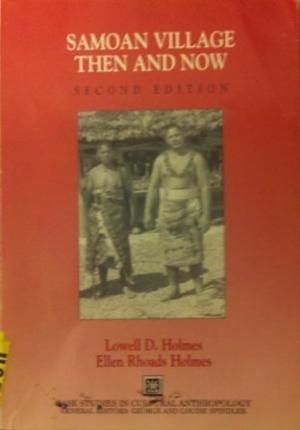 SAMOAN VILLAGE
THEN AND NOW
SECOND EDITION
Lowell D. Holmes
Ellen Rhoads Holmes
CASE STUDIES IN CULTURAL ANTHROPOLOGY
GENERAL EDITORS: GEORGE AND LOUISE SPINDLER